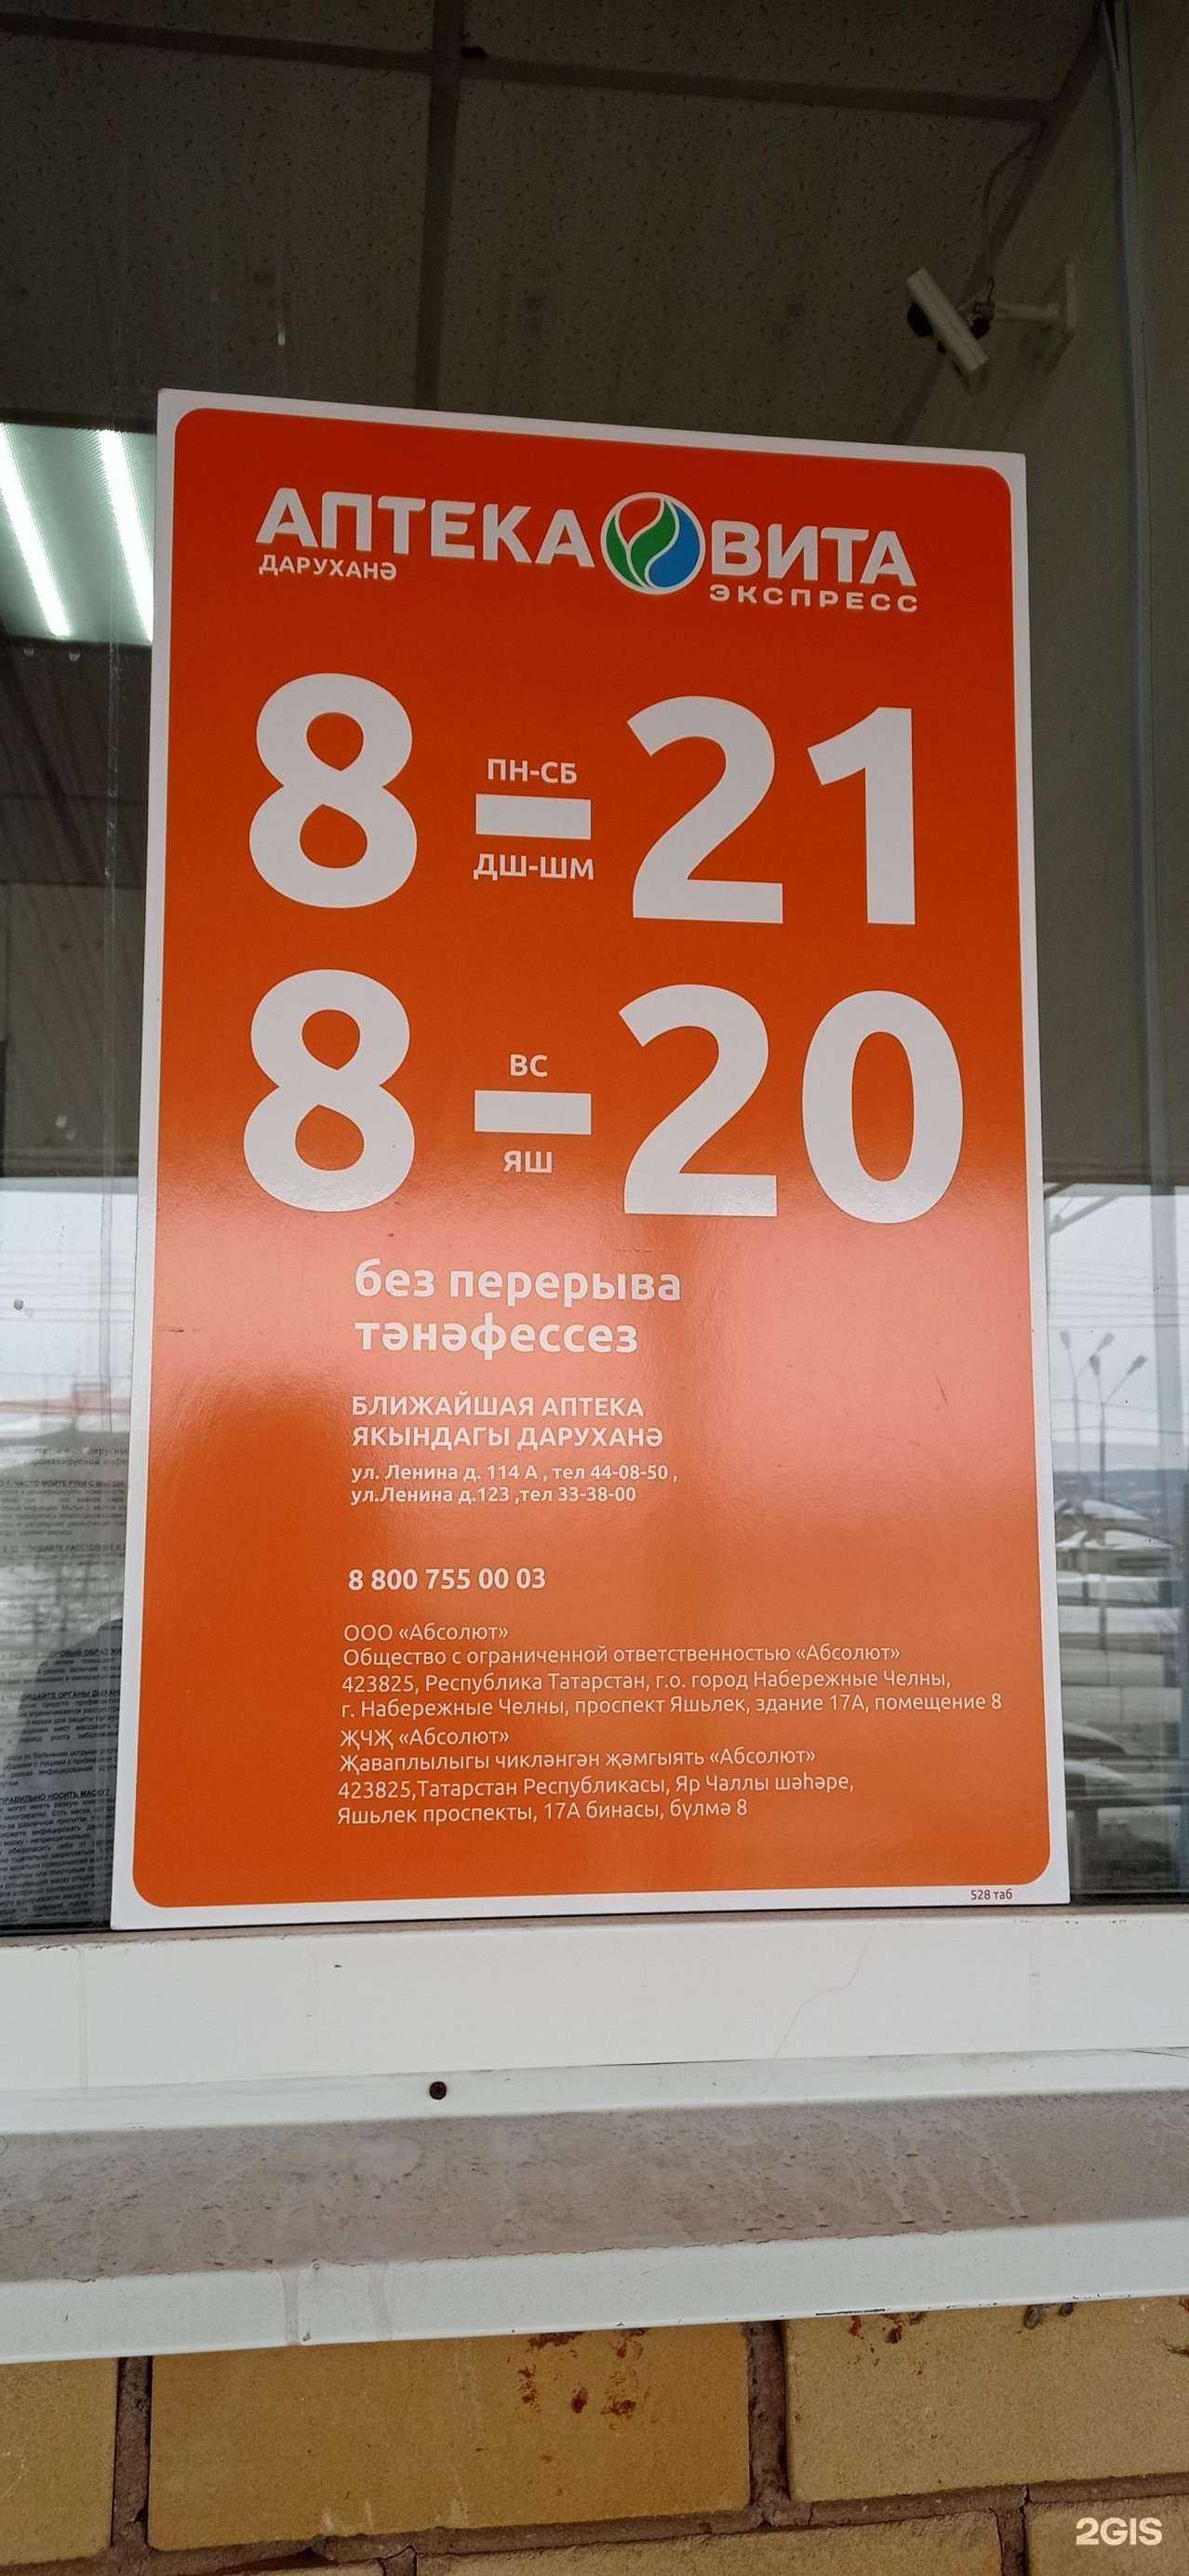 АПТЕКА ВИТА
ДАРУХАНӘ
ЭКСПРЕСС
8 ПН-СБ - ДШ-ШМ 21
8 ВС - ЯШ 20
без перерыва
тәнәфессез
БЛИЖАЙШАЯ АПТЕКА
ЯКЫНДАГЫ ДАРУХАНӘ
ул. Ленина д. 114 А , тел 44-08-50 ,
ул.Ленина д.123 ,тел 33-38-00
8 800 755 00 03
ООО «Абсолют»
Общество с ограниченной ответственностью «Абсолют»
423825, Республика Татарстан, г.о. город Набережные Челны,
г. Набережные Челны, проспект Яшьлек, здание 17А, помещение 8
ҖЧҖ «Абсолют»
Җаваплылыгы чикләнгән җәмгыять «Абсолют»
423825,Татарстан Республикасы, Яр Чаллы шәһәре,
Яшьлек проспекты, 17А бинасы, бүлмә 8
528 таб
ПРАВИЛЬНО НОСИТЬ МАСКУ?
2GIS